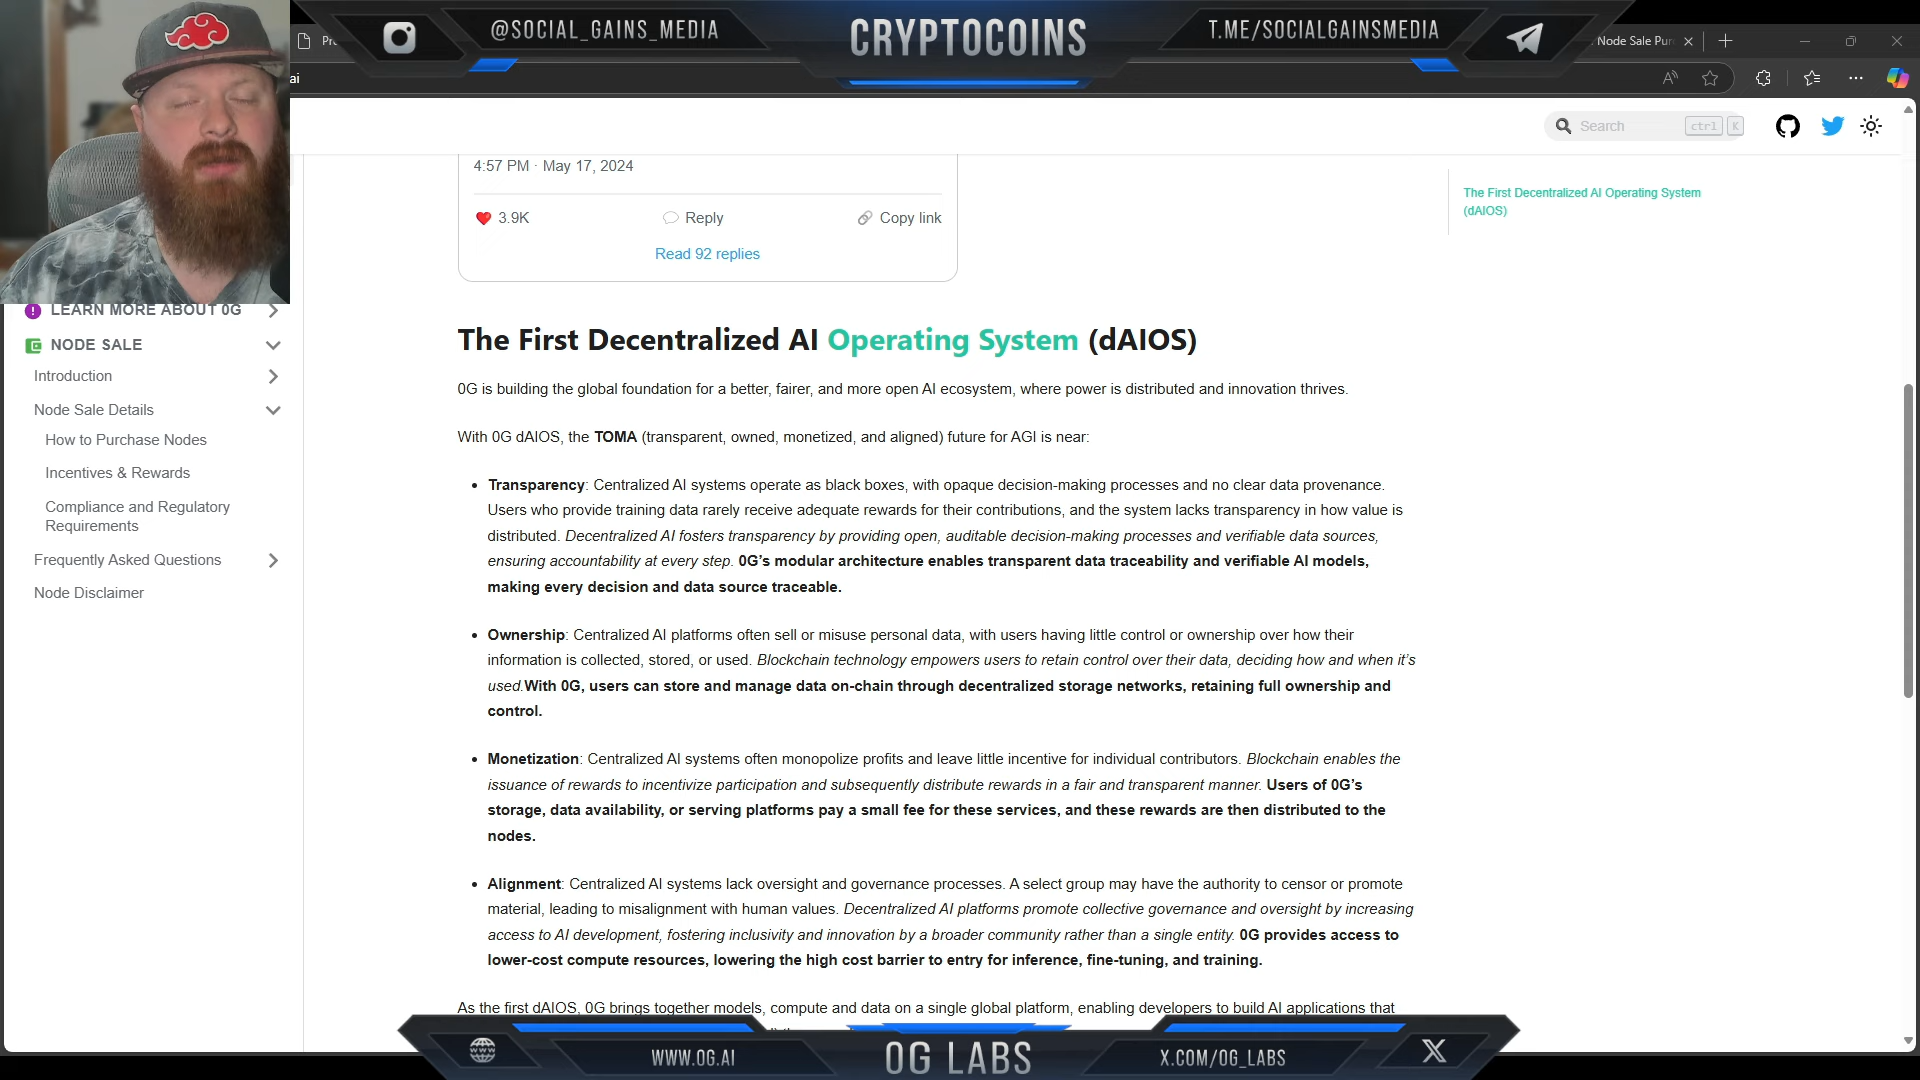 @SOCIAL_GAINS_MEDIA
CRYPTOCOINS
T.ME/SOCIALGAINSMEDIA
Node Sale Pur
ai
Search ctrl K
4:57 PM · May 17, 2024
3.9K Reply Copy link
Read 92 replies
The First Decentralized AI Operating System
(dAIOS)
LEARN MORE ABOUT 0G
NODE SALE
Introduction
Node Sale Details
How to Purchase Nodes
Incentives & Rewards
Compliance and Regulatory
Requirements
Frequently Asked Questions
Node Disclaimer
The First Decentralized AI Operating System (dAIOS)
0G is building the global foundation for a better, fairer, and more open AI ecosystem, where power is distributed and innovation thrives.
With 0G dAIOS, the TOMA (transparent, owned, monetized, and aligned) future for AGI is near:
• Transparency: Centralized AI systems operate as black boxes, with opaque decision-making processes and no clear data provenance.
Users who provide training data rarely receive adequate rewards for their contributions, and the system lacks transparency in how value is
distributed. Decentralized AI fosters transparency by providing open, auditable decision-making processes and verifiable data sources,
ensuring accountability at every step. 0G’s modular architecture enables transparent data traceability and verifiable AI models,
making every decision and data source traceable.
• Ownership: Centralized AI platforms often sell or misuse personal data, with users having little control or ownership over how their
information is collected, stored, or used. Blockchain technology empowers users to retain control over their data, deciding how and when it’s
used.With 0G, users can store and manage data on-chain through decentralized storage networks, retaining full ownership and
control.
• Monetization: Centralized AI systems often monopolize profits and leave little incentive for individual contributors. Blockchain enables the
issuance of rewards to incentivize participation and subsequently distribute rewards in a fair and transparent manner. Users of 0G’s
storage, data availability, or serving platforms pay a small fee for these services, and these rewards are then distributed to the
nodes.
• Alignment: Centralized AI systems lack oversight and governance processes. A select group may have the authority to censor or promote
material, leading to misalignment with human values. Decentralized AI platforms promote collective governance and oversight by increasing
access to AI development, fostering inclusivity and innovation by a broader community rather than a single entity. 0G provides access to
lower-cost compute resources, lowering the high cost barrier to entry for inference, fine-tuning, and training.
As the first dAIOS, 0G brings together models, compute and data on a single global platform, enabling developers to build AI applications that
WWW.OG.AI
OG LABS
X.COM/OG_LABS